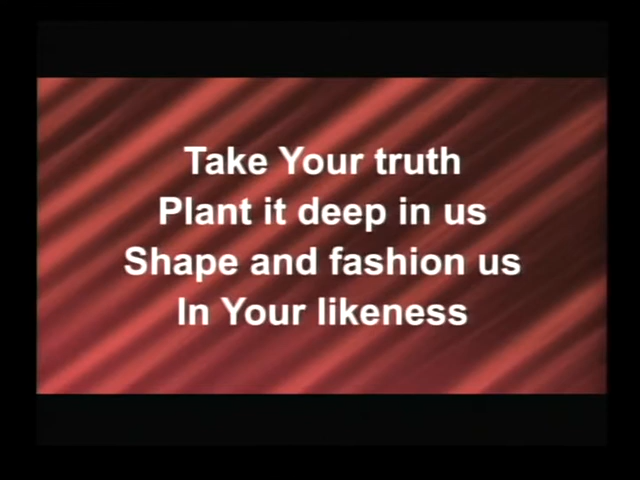 Take Your truth
Plant it deep in us
Shape and fashion us
In Your likeness